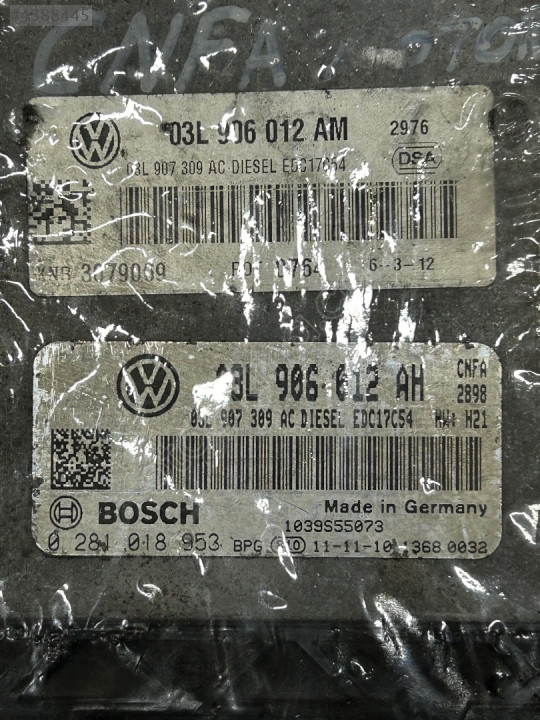 CNFA
03L 906 012 AM 2976
03L 907 309 AC DIESEL EDC17C54
DSA
3079069 6-3-12
03L 906 012 AH CNFA
2898
03L 907 309 AC DIESEL EDC17C54 H21
BOSCH Made in Germany
1039S55073
0 281 018 953 BPG 11-11-10 1368 0032